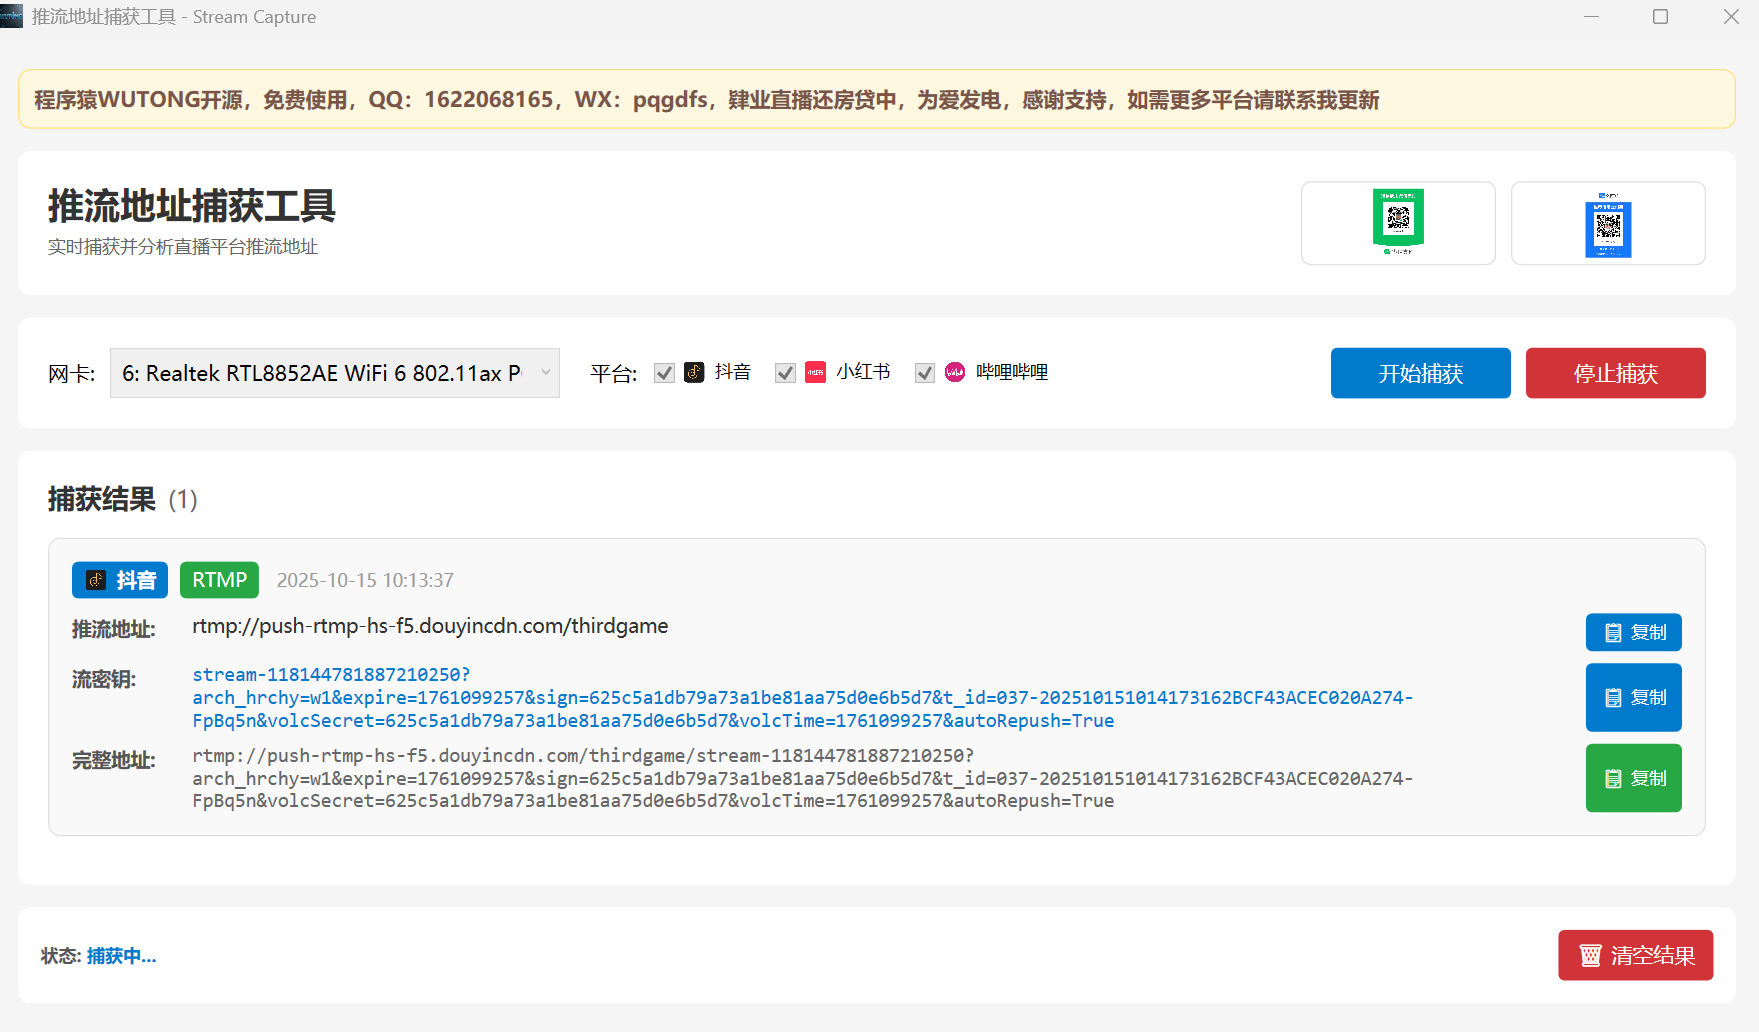 推流地址捕获工具 - Stream Capture
程序猿WUTONG开源，免费使用，QQ：1622068165，WX：pqgdfs，肄业直播还房贷中，为爱发电，感谢支持，如需更多平台请联系我更新
推流地址捕获工具
实时捕获并分析直播平台推流地址
网卡: 6: Realtek RTL8852AE WiFi 6 802.11ax P 平台: 抖音 小红书 哔哩哔哩 开始捕获 停止捕获
捕获结果 (1)
抖音 RTMP 2025-10-15 10:13:37
推流地址: rtmp://push-rtmp-hs-f5.douyincdn.com/thirdgame 复制
流密钥: stream-118144781887210250?
arch_hrchy=w1&expire=1761099257&sign=625c5a1db79a73a1be81aa75d0e6b5d7&t_id=037-202510151014173162BCF43ACEC020A274-
FpBq5n&volcSecret=625c5a1db79a73a1be81aa75d0e6b5d7&volcTime=1761099257&autoRepush=True
复制
完整地址: rtmp://push-rtmp-hs-f5.douyincdn.com/thirdgame/stream-118144781887210250?
arch_hrchy=w1&expire=1761099257&sign=625c5a1db79a73a1be81aa75d0e6b5d7&t_id=037-202510151014173162BCF43ACEC020A274-
FpBq5n&volcSecret=625c5a1db79a73a1be81aa75d0e6b5d7&volcTime=1761099257&autoRepush=True
复制
状态: 捕获中... 清空结果